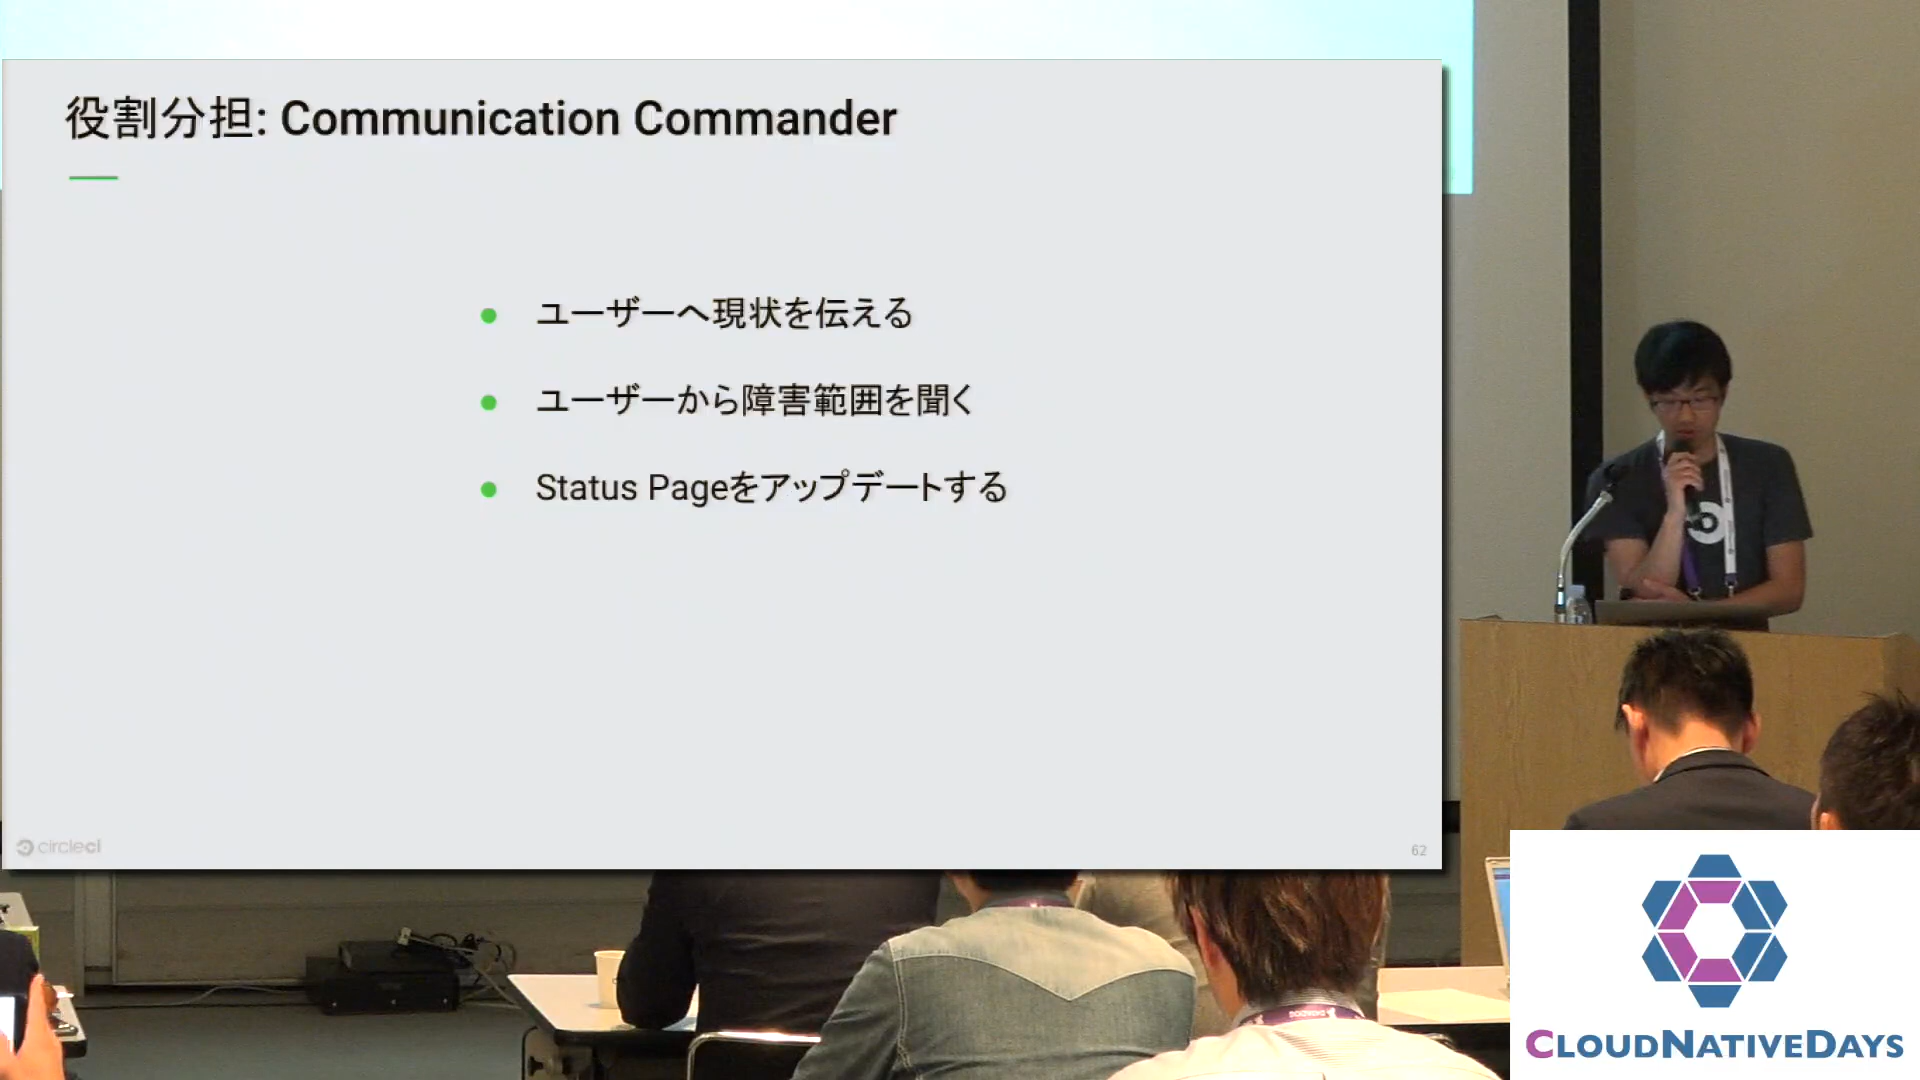 役割分担: Communication Commander
ユーザーへ現状を伝える
ユーザーから障害範囲を聞く
Status Pageをアップデートする
circleci
62
DATADOG
CLOUDNATIVEDAYS